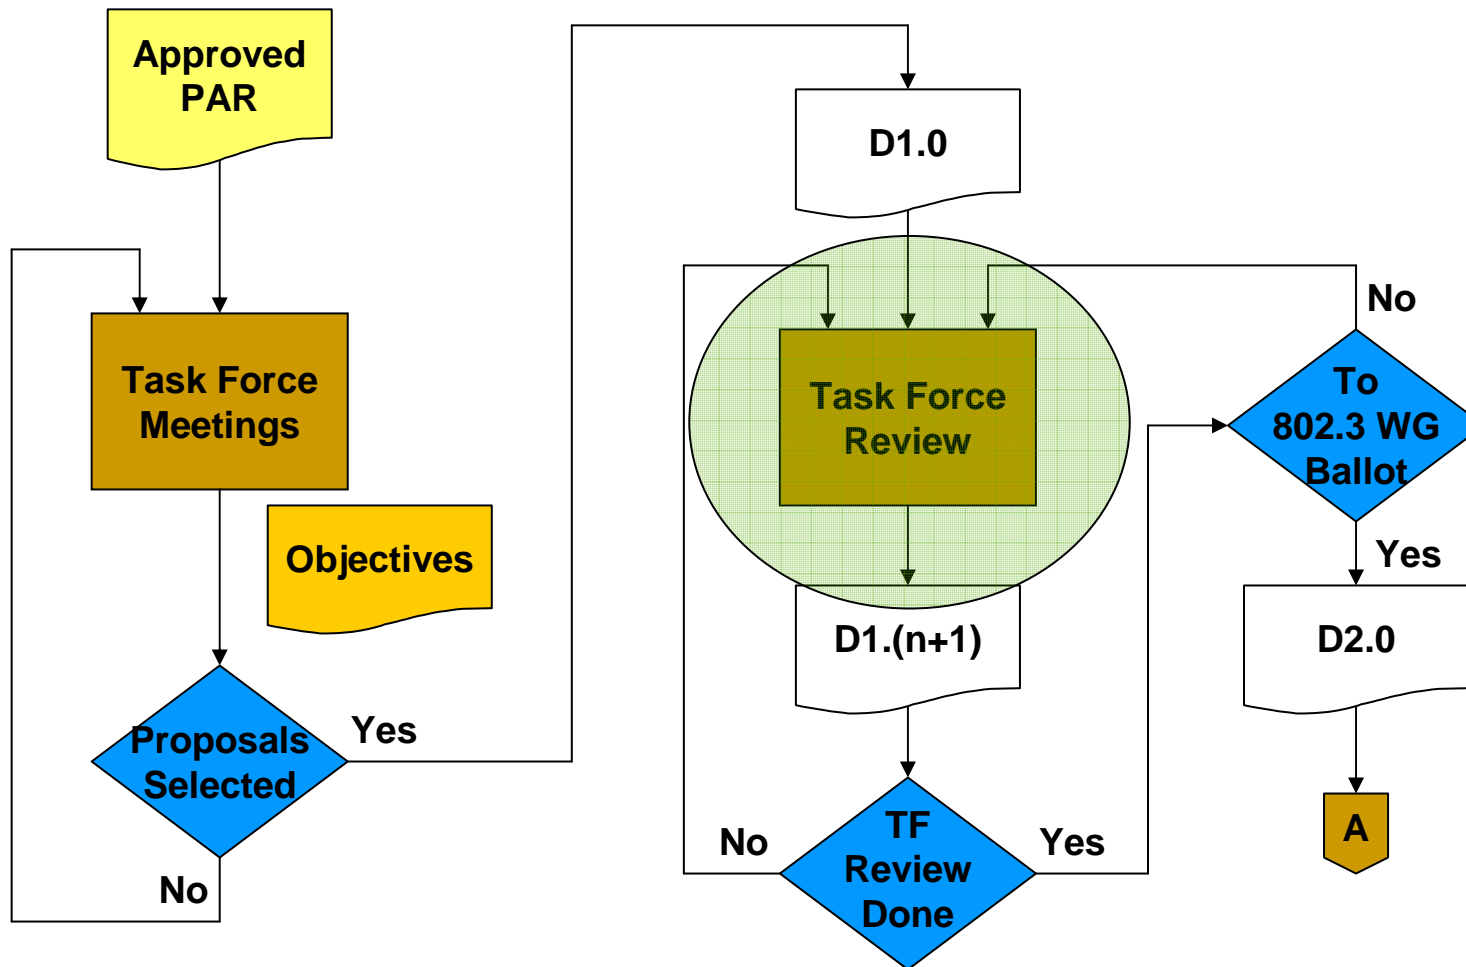 Approved
PAR
Task Force
Meetings
Objectives
Proposals
Selected
Yes
No
D1.0
Task Force
Review
D1.(n+1)
TF
Review
Done
No
Yes
To
802.3 WG
Ballot
No
Yes
D2.0
A